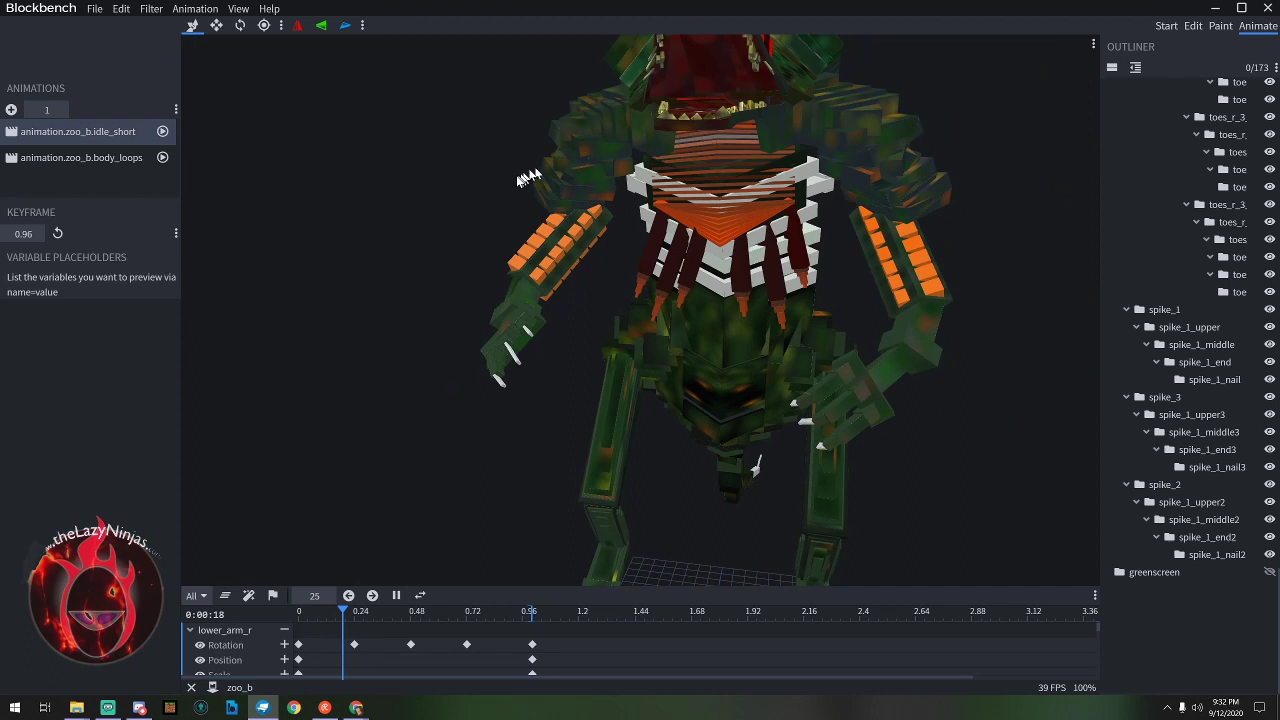 Blockbench File Edit Filter Animation View Help
Start Edit Paint Animate
OUTLINER
0/173
ANIMATIONS
1
animation.zoo_b.idle_short
animation.zoo_b.body_loops
KEYFRAME
0.96
VARIABLE PLACEHOLDERS
List the variables you want to preview via
name=value
toe
toe
toes_r_3
toes_r
toes
toe
toe
toes_r_3
toes_r
toes
toe
toe
toe
spike_1
spike_1_upper
spike_1_middle
spike_1_end
spike_1_nail
spike_3
spike_1_upper3
spike_1_middle3
spike_1_end3
spike_1_nail3
spike_2
spike_1_upper2
spike_1_middle2
spike_1_end2
spike_1_nail2
greenscreen
www.theLazyNinjas.com
All
25
0:00:18
0 0.24 0.48 0.72 0.96 1.2 1.44 1.68 1.92 2.16 2.4 2.64 2.88 3.12 3.36
lower_arm_r
Rotation
Position
Scale
zoo_b
39 FPS 100%
9:32 PM
9/12/2020